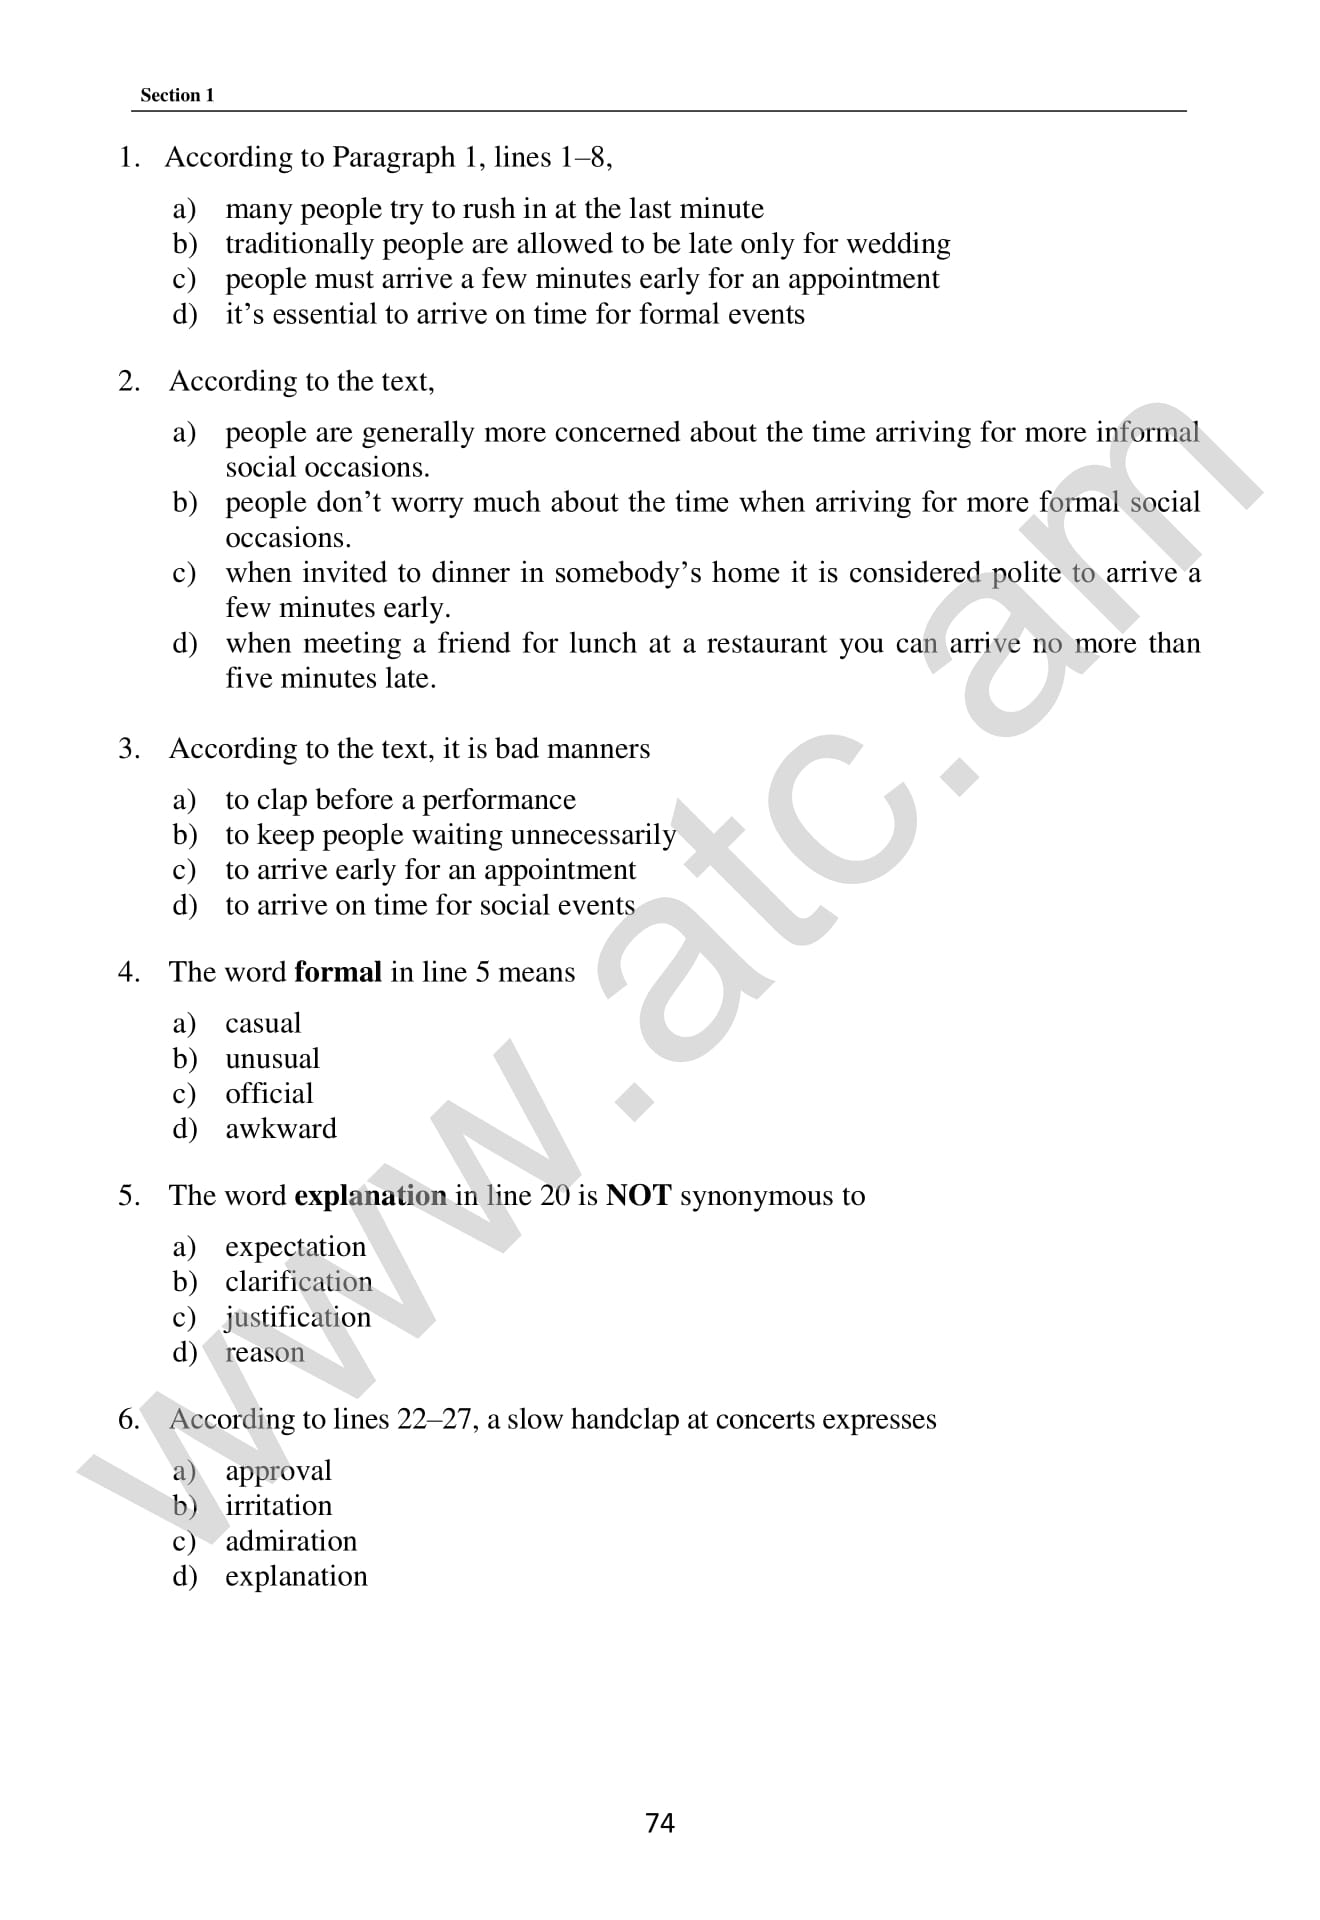 Section 1
1. According to Paragraph 1, lines 1–8,
a) many people try to rush in at the last minute
b) traditionally people are allowed to be late only for wedding
c) people must arrive a few minutes early for an appointment
d) it’s essential to arrive on time for formal events
2. According to the text,
a) people are generally more concerned about the time arriving for more informal
social occasions.
b) people don’t worry much about the time when arriving for more formal social
occasions.
c) when invited to dinner in somebody’s home it is considered polite to arrive a
few minutes early.
d) when meeting a friend for lunch at a restaurant you can arrive no more than
five minutes late.
3. According to the text, it is bad manners
a) to clap before a performance
b) to keep people waiting unnecessarily
c) to arrive early for an appointment
d) to arrive on time for social events
4. The word formal in line 5 means
a) casual
b) unusual
c) official
d) awkward
5. The word explanation in line 20 is NOT synonymous to
a) expectation
b) clarification
c) justification
d) reason
6. According to lines 22–27, a slow handclap at concerts expresses
a) approval
b) irritation
c) admiration
d) explanation
74
www.atc.am